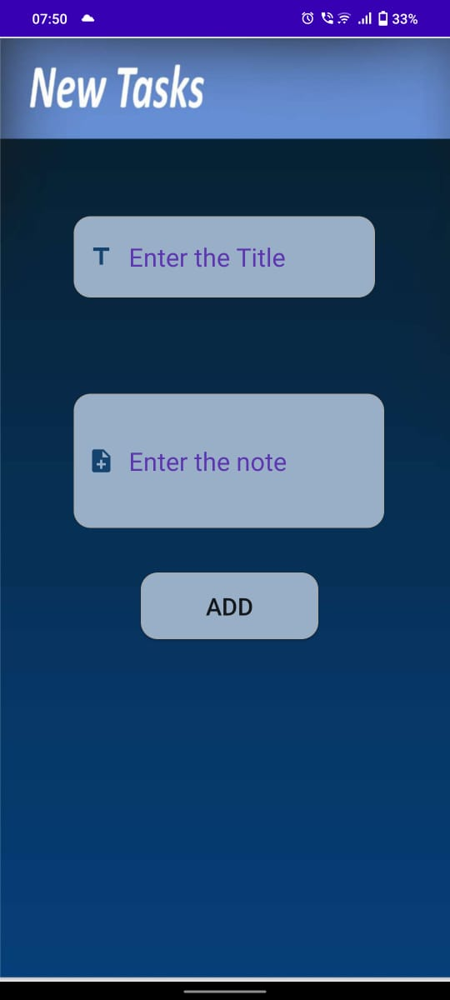 07:50 33%
New Tasks
Enter the Title
Enter the note
ADD